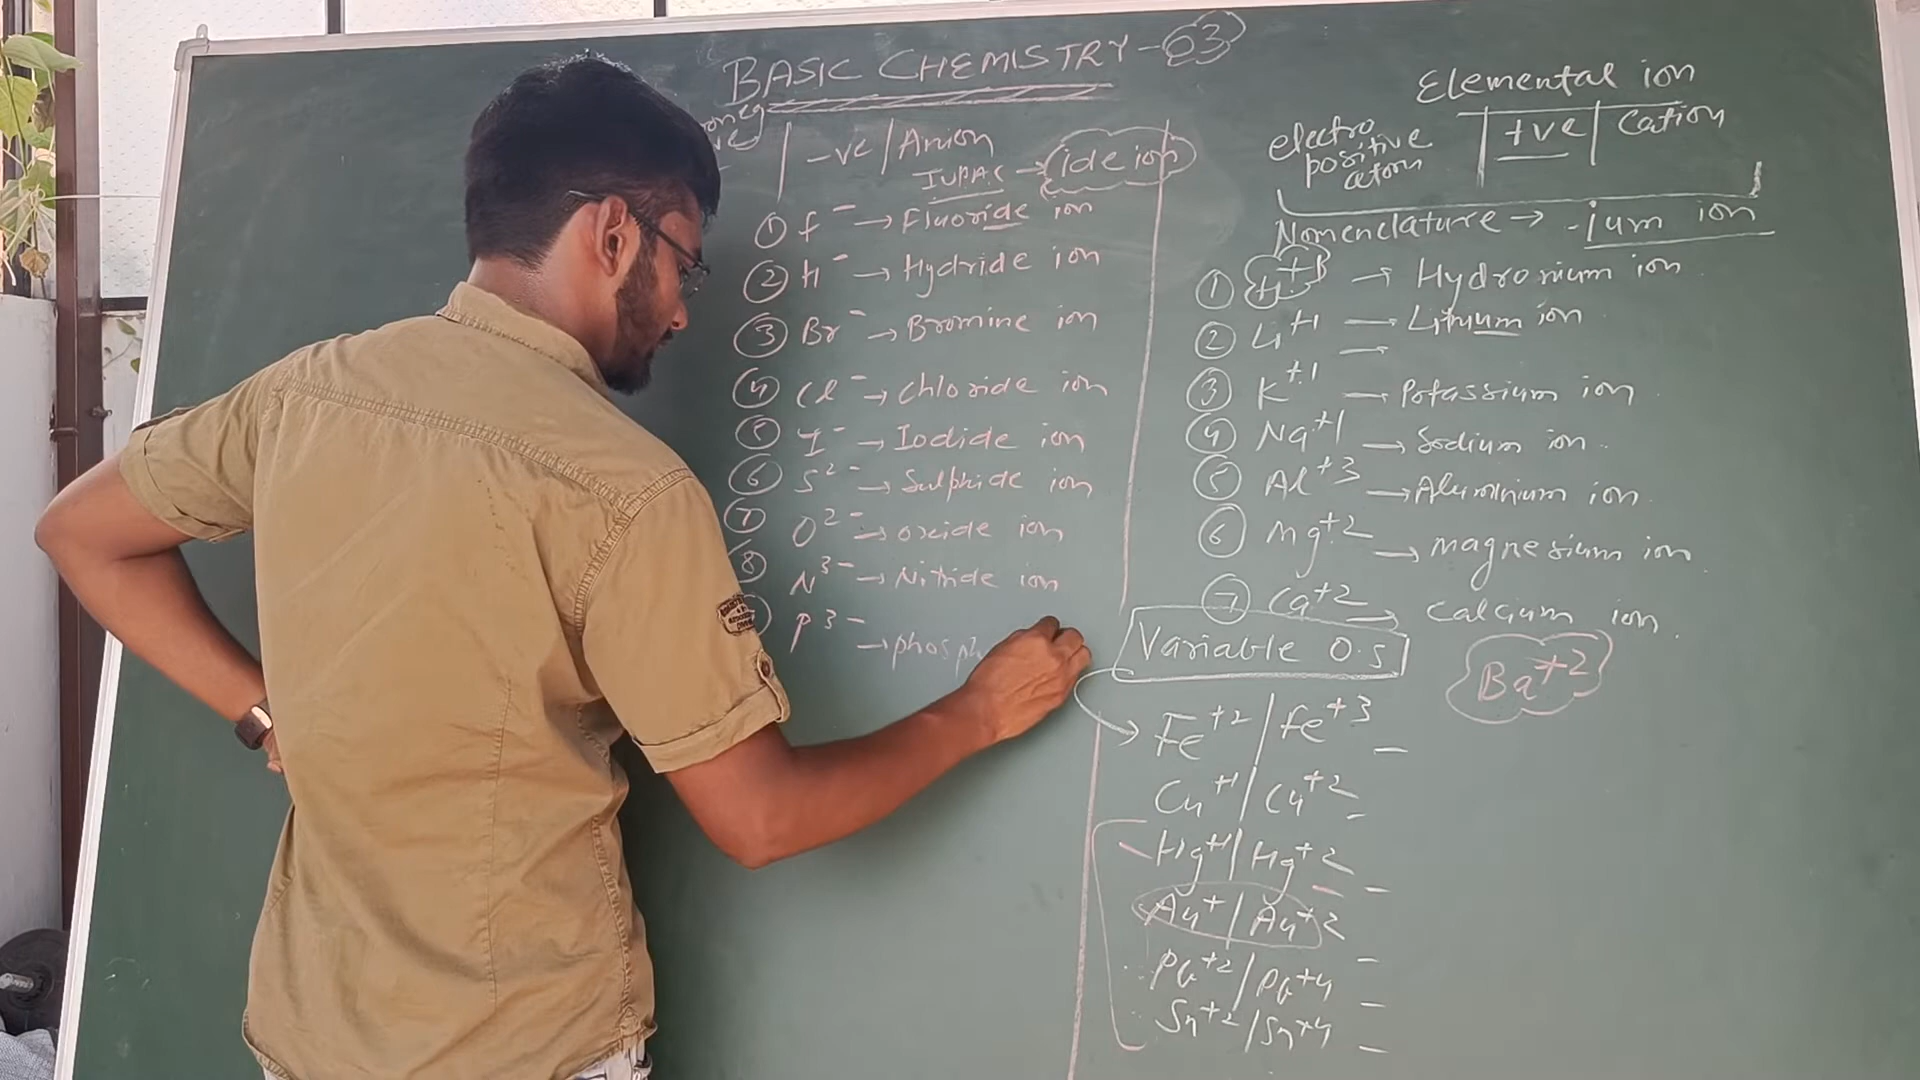 BASIC CHEMISTRY-03
-ve | Anion
IUPAC → ide ion
① F⁻ → Fluoride ion
② H⁻ → Hydride ion
③ Br⁻ → Bromine ion
④ Cl⁻ → Chloride ion
⑤ I⁻ → Iodide ion
⑥ S²⁻ → Sulphide ion
⑦ O²⁻ → oxide ion
⑧ N³⁻ → Nitride ion
P³⁻ → phosph
Elemental ion
electro positive atom | +ve | Cation
Nomenclature → -ium ion
① H⁺¹ → Hydronium ion
② Li⁺¹ → Lithium ion
③ K⁺¹ → Potassium ion
④ Na⁺¹ → Sodium ion
⑤ Al⁺³ → Aluminium ion
⑥ Mg⁺² → magnesium ion
⑦ Ca⁺² → calcium ion
Variable O.S
Ba⁺²
Fe⁺² / Fe⁺³ —
Cu⁺¹ / Cu⁺² =
Hg⁺¹ / Hg⁺² —
Au⁺ / Au⁺²
Pb⁺² / Pb⁺⁴ —
Sn⁺² / Sn⁺⁴ —